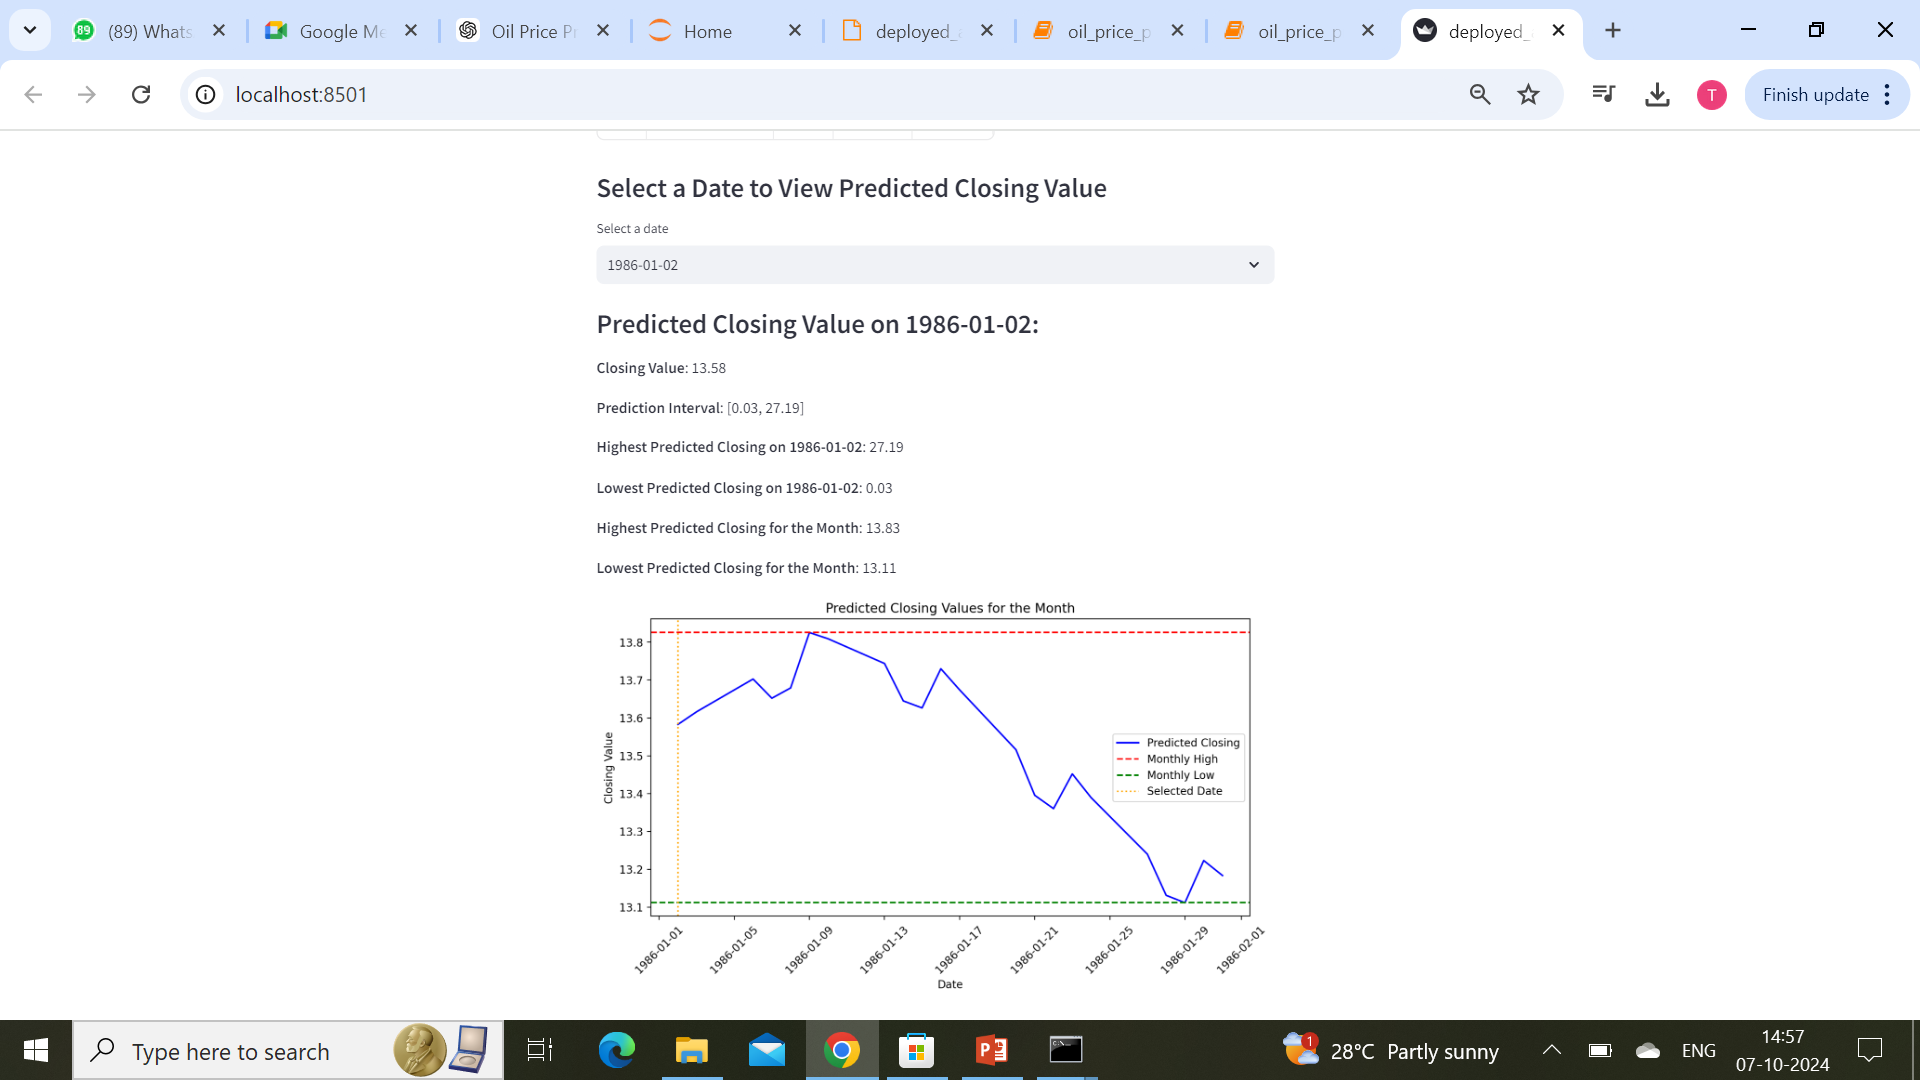 89 (89) Whats
Google Me
Oil Price Pr
Home
deployed_a
oil_price_p
oil_price_p
deployed_
localhost:8501
T
Finish update
Select a Date to View Predicted Closing Value
Select a date
1986-01-02
Predicted Closing Value on 1986-01-02:
Closing Value: 13.58
Prediction Interval: [0.03, 27.19]
Highest Predicted Closing on 1986-01-02: 27.19
Lowest Predicted Closing on 1986-01-02: 0.03
Highest Predicted Closing for the Month: 13.83
Lowest Predicted Closing for the Month: 13.11
Predicted Closing Values for the Month
13.8
13.7
13.6
13.5
13.4
13.3
13.2
13.1
Closing Value
Predicted Closing
Monthly High
Monthly Low
Selected Date
1986-01-01
1986-01-05
1986-01-09
1986-01-13
1986-01-17
1986-01-21
1986-01-25
1986-01-29
1986-02-01
Date
Type here to search
1
28°C Partly sunny
ENG
14:57
07-10-2024